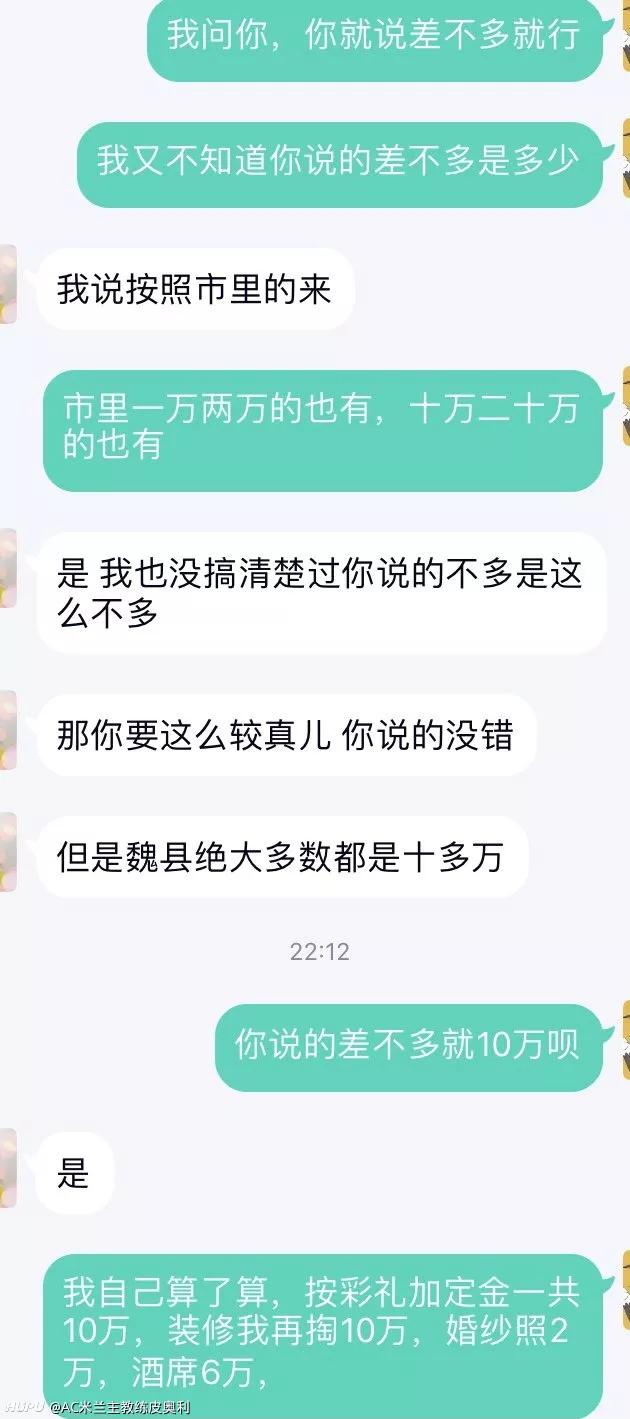 我问你，你就说差不多就行
我又不知道你说的差不多是多少
我说按照市里的来
市里一万两万的也有，十万二十万
的也有
是 我也没搞清楚过你说的不多是这
么不多
那你要这么较真儿 你说的没错
但是魏县绝大多数都是十多万
22:12
你说的差不多就10万呗
是
我自己算了算，按彩礼加定金一共
10万，装修我再掏10万，婚纱照2
万，酒席6万，
HUPU @AC米兰主教练皮奥利